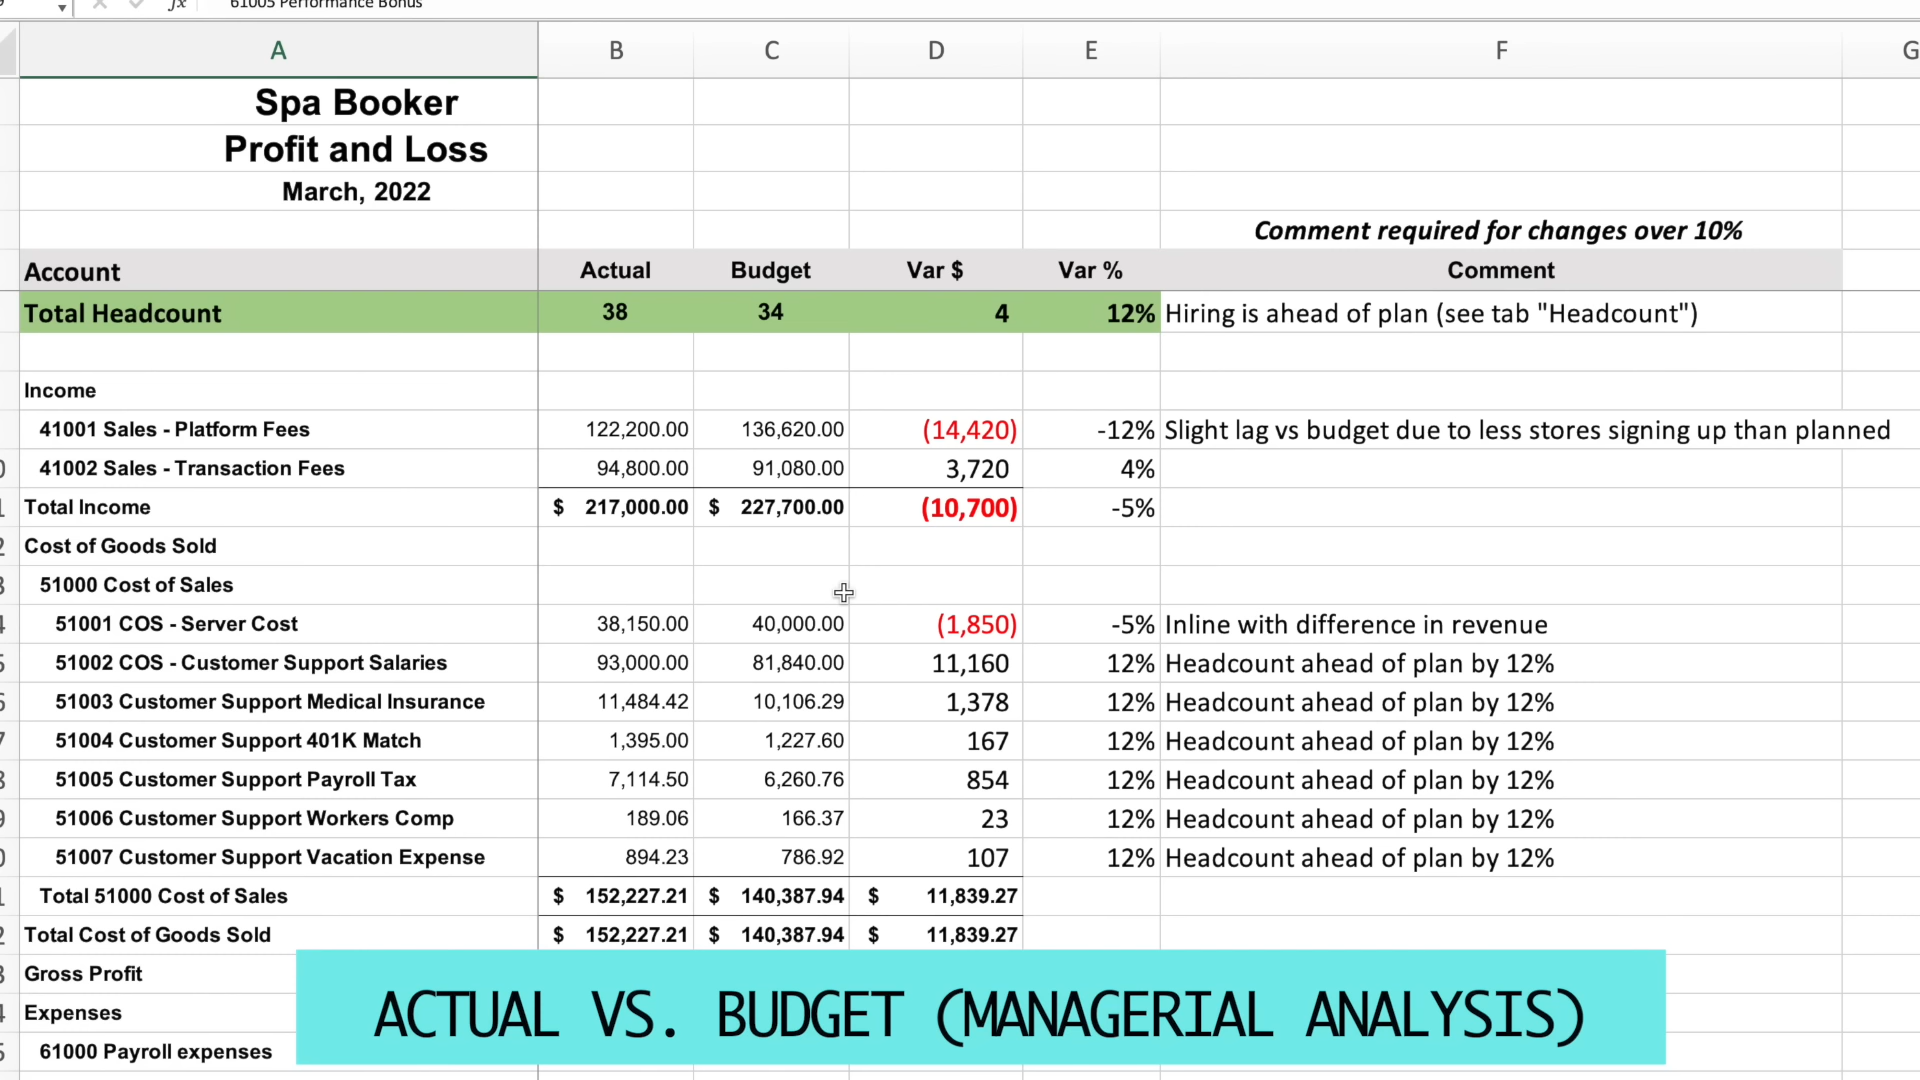 fx 61005 Performance Bonus
A B C D E F G
Spa Booker
Profit and Loss
March, 2022
Comment required for changes over 10%
Account Actual Budget Var $ Var % Comment
Total Headcount 38 34 4 12% Hiring is ahead of plan (see tab "Headcount")
Income
41001 Sales - Platform Fees 122,200.00 136,620.00 (14,420) -12% Slight lag vs budget due to less stores signing up than planned
41002 Sales - Transaction Fees 94,800.00 91,080.00 3,720 4%
Total Income $ 217,000.00 $ 227,700.00 (10,700) -5%
Cost of Goods Sold
51000 Cost of Sales
51001 COS - Server Cost 38,150.00 40,000.00 (1,850) -5% Inline with difference in revenue
51002 COS - Customer Support Salaries 93,000.00 81,840.00 11,160 12% Headcount ahead of plan by 12%
51003 Customer Support Medical Insurance 11,484.42 10,106.29 1,378 12% Headcount ahead of plan by 12%
51004 Customer Support 401K Match 1,395.00 1,227.60 167 12% Headcount ahead of plan by 12%
51005 Customer Support Payroll Tax 7,114.50 6,260.76 854 12% Headcount ahead of plan by 12%
51006 Customer Support Workers Comp 189.06 166.37 23 12% Headcount ahead of plan by 12%
51007 Customer Support Vacation Expense 894.23 786.92 107 12% Headcount ahead of plan by 12%
Total 51000 Cost of Sales $ 152,227.21 $ 140,387.94 $ 11,839.27
Total Cost of Goods Sold $ 152,227.21 $ 140,387.94 $ 11,839.27
Gross Profit
Expenses
61000 Payroll expenses
ACTUAL VS. BUDGET (MANAGERIAL ANALYSIS)